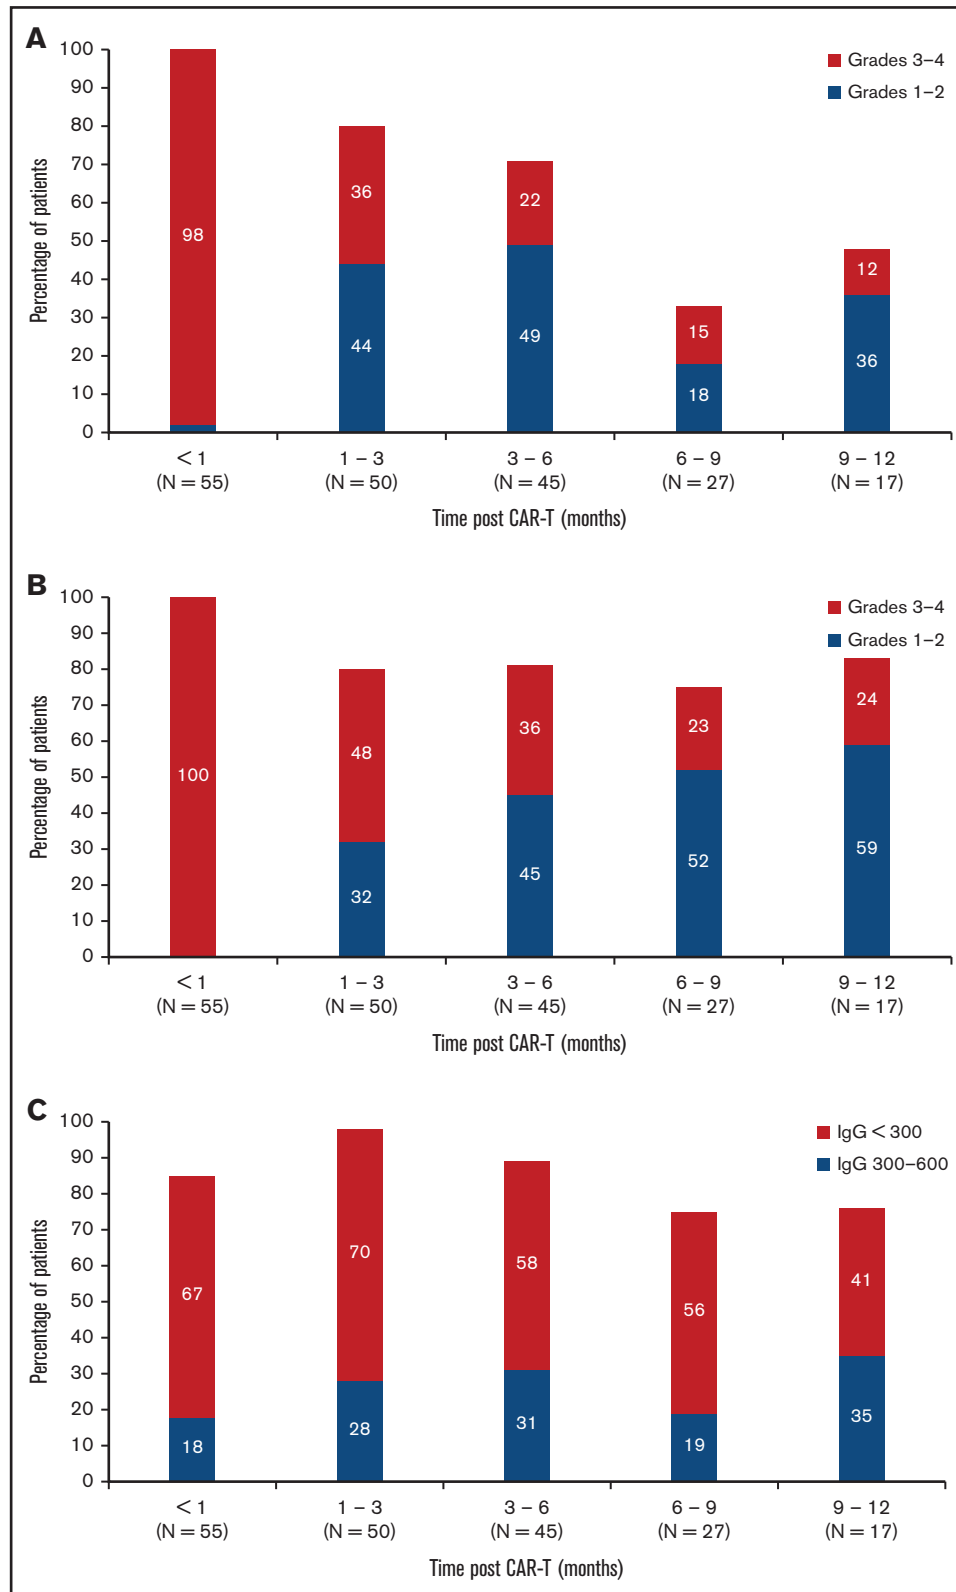 A
Grades 3–4
Grades 1–2
Percentage of patients
100
90
80
70
60
50
40
30
20
10
0
98
36
44
22
49
15
18
12
36
< 1
(N = 55)
1 – 3
(N = 50)
3 – 6
(N = 45)
6 – 9
(N = 27)
9 – 12
(N = 17)
Time post CAR-T (months)
B
Grades 3–4
Grades 1–2
Percentage of patients
100
90
80
70
60
50
40
30
20
10
0
100
48
32
36
45
23
52
24
59
< 1
(N = 55)
1 – 3
(N = 50)
3 – 6
(N = 45)
6 – 9
(N = 27)
9 – 12
(N = 17)
Time post CAR-T (months)
C
IgG < 300
IgG 300–600
Percentage of patients
100
90
80
70
60
50
40
30
20
10
0
67
18
70
28
58
31
56
19
41
35
< 1
(N = 55)
1 – 3
(N = 50)
3 – 6
(N = 45)
6 – 9
(N = 27)
9 – 12
(N = 17)
Time post CAR-T (months)